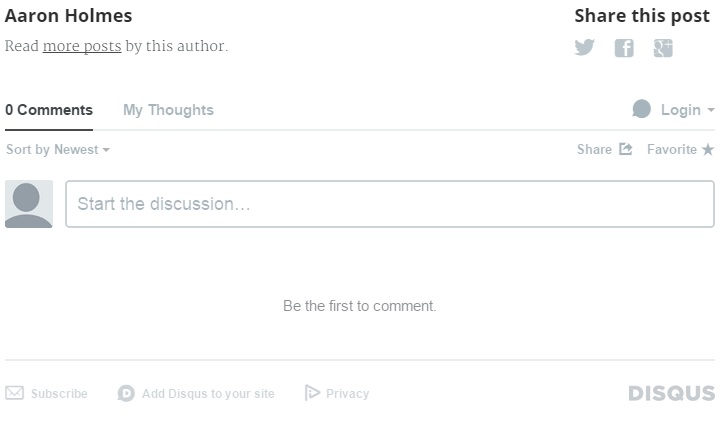 Aaron Holmes
Share this post
Read more posts by this author.
0 Comments
My Thoughts
Login
Sort by Newest
Share
Favorite
Start the discussion...
Be the first to comment.
Subscribe
Add Disqus to your site
Privacy
DISQUS